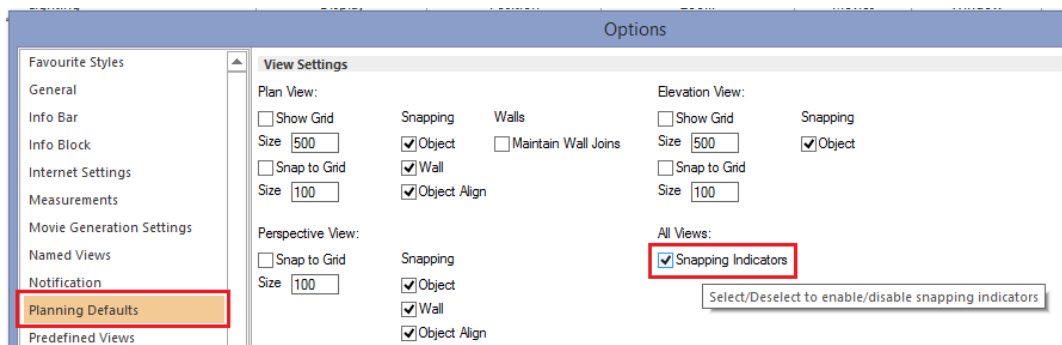 Options
Favourite Styles
General
Info Bar
Info Block
Internet Settings
Measurements
Movie Generation Settings
Named Views
Notification
Planning Defaults
Predefined Views
View Settings
Plan View:
Show Grid Snapping Walls
Size 500 Object Maintain Wall Joins
Snap to Grid Wall
Size 100 Object Align
Elevation View:
Show Grid Snapping
Size 500 Object
Snap to Grid
Size 100
Perspective View:
Snap to Grid Snapping
Size 100 Object
Wall
Object Align
All Views:
Snapping Indicators
Select/Deselect to enable/disable snapping indicators